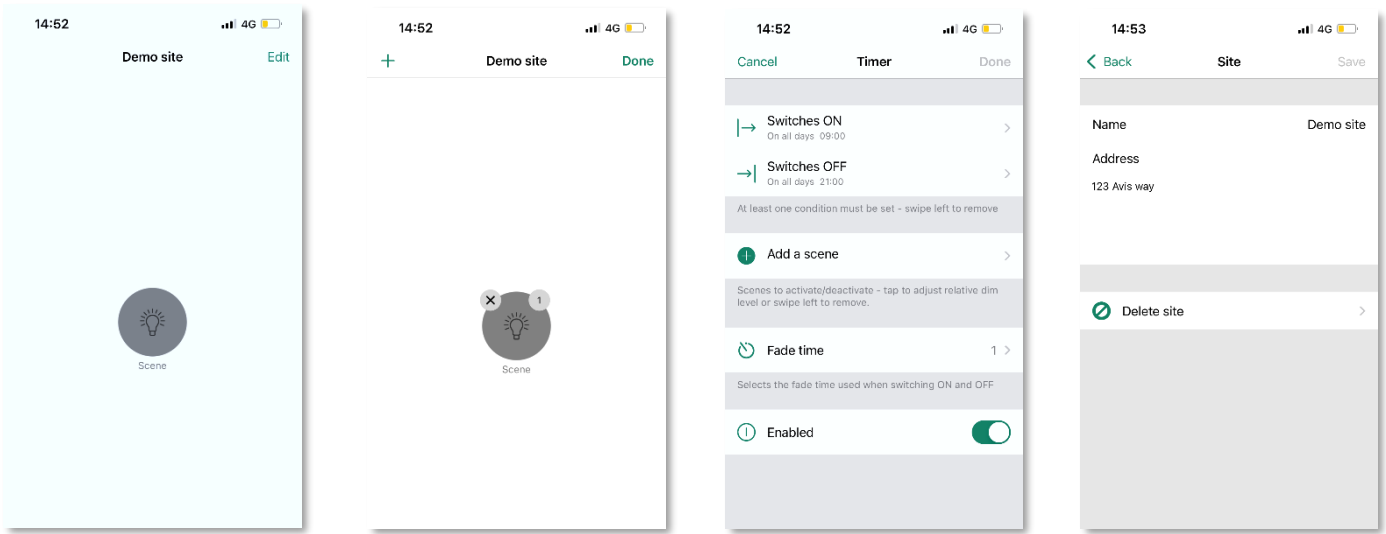 14:52 4G
Demo site Edit
Scene
14:52 4G
+ Demo site Done
1
Scene
14:52 4G
Cancel Timer Done
Switches ON
On all days 09:00
Switches OFF
On all days 21:00
At least one condition must be set - swipe left to remove
Add a scene
Scenes to activate/deactivate - tap to adjust relative dim
level or swipe left to remove.
Fade time 1
Selects the fade time used when switching ON and OFF
Enabled
14:53 4G
Back Site Save
Name Demo site
Address
123 Avis way
Delete site